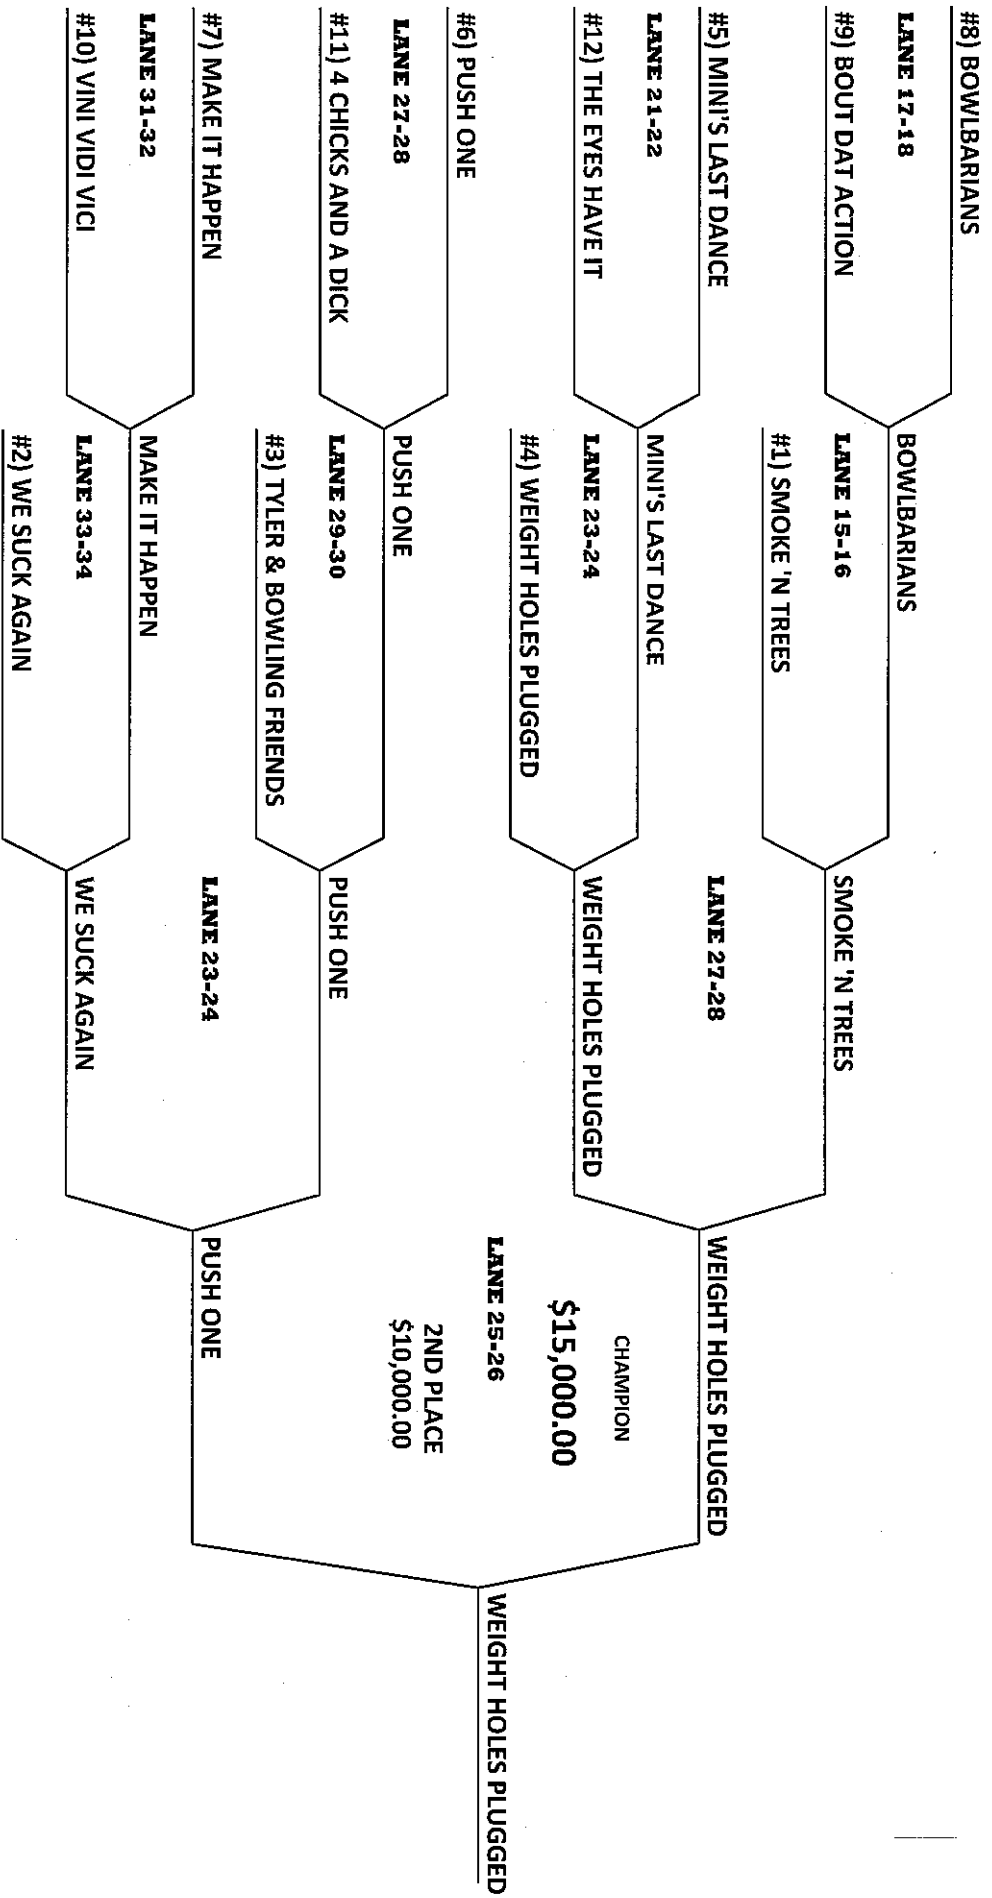 #8) BOWLBARIANS
LANE 17-18
#9) BOUT DAT ACTION
#5) MINI'S LAST DANCE
LANE 21-22
#12) THE EYES HAVE IT
#6) PUSH ONE
LANE 27-28
#11) 4 CHICKS AND A DICK
#7) MAKE IT HAPPEN
LANE 31-32
#10) VINI VIDI VICI
BOWLBARIANS
LANE 15-16
#1) SMOKE 'N TREES
MINI'S LAST DANCE
LANE 23-24
#4) WEIGHT HOLES PLUGGED
PUSH ONE
LANE 29-30
#3) TYLER & BOWLING FRIENDS
MAKE IT HAPPEN
LANE 33-34
#2) WE SUCK AGAIN
SMOKE 'N TREES
LANE 27-28
WEIGHT HOLES PLUGGED
PUSH ONE
LANE 23-24
WE SUCK AGAIN
WEIGHT HOLES PLUGGED
CHAMPION
$15,000.00
LANE 25-26
2ND PLACE
$10,000.00
PUSH ONE
WEIGHT HOLES PLUGGED